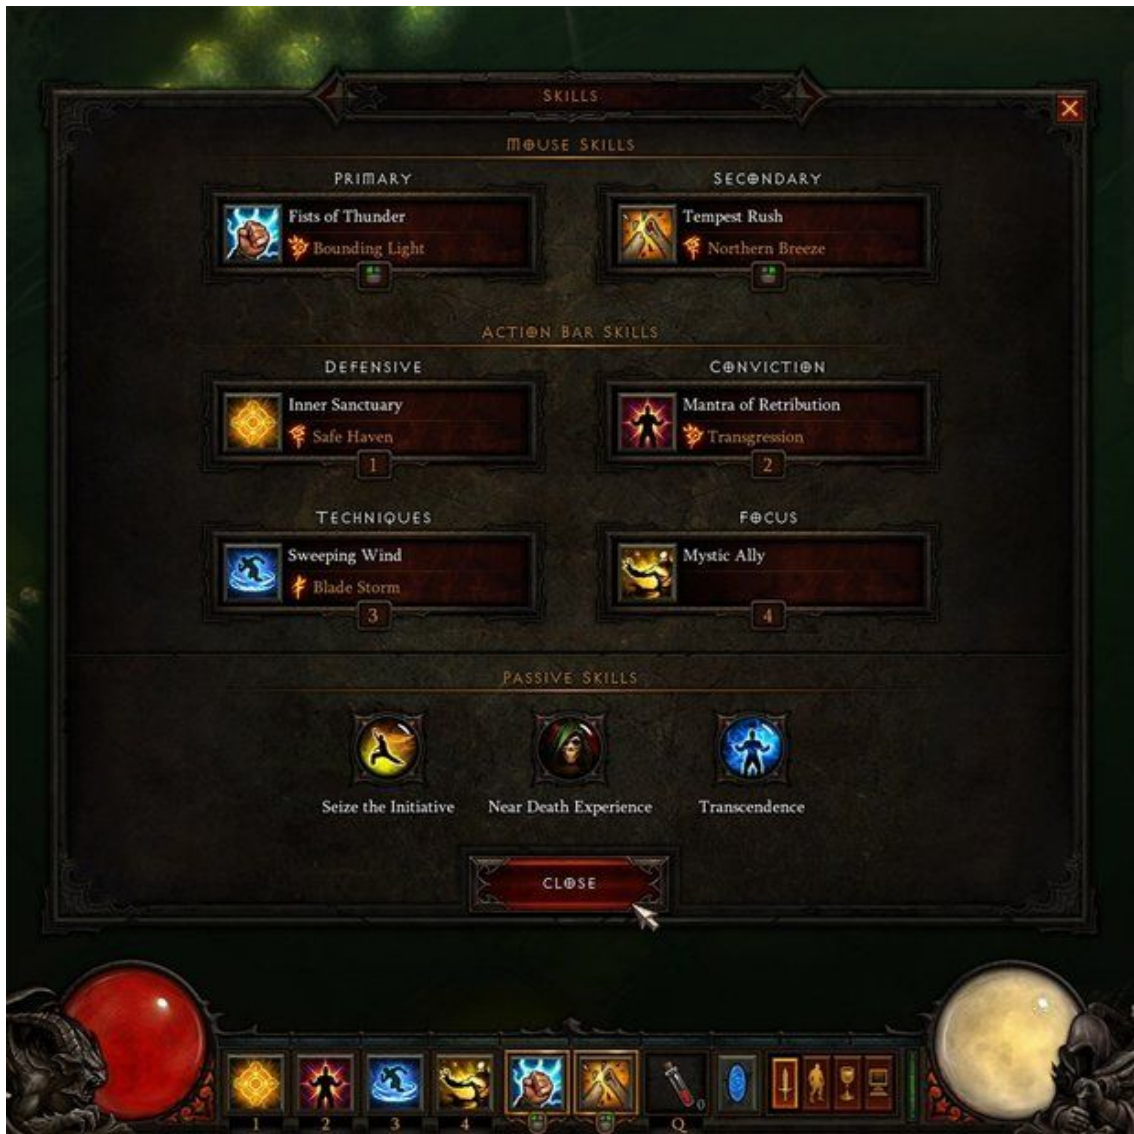 SKILLS
MOUSE SKILLS
PRIMARY
SECONDARY
Fists of Thunder
Tempest Rush
Bounding Light
Northern Breeze
ACTION BAR SKILLS
DEFENSIVE
CONVICTION
Inner Sanctuary
Mantra of Retribution
Safe Haven
Transgression
1
2
TECHNIQUES
FOCUS
Sweeping Wind
Mystic Ally
Blade Storm
3
4
PASSIVE SKILLS
Seize the Initiative
Near Death Experience
Transcendence
CLOSE
0
1
2
3
4
Q